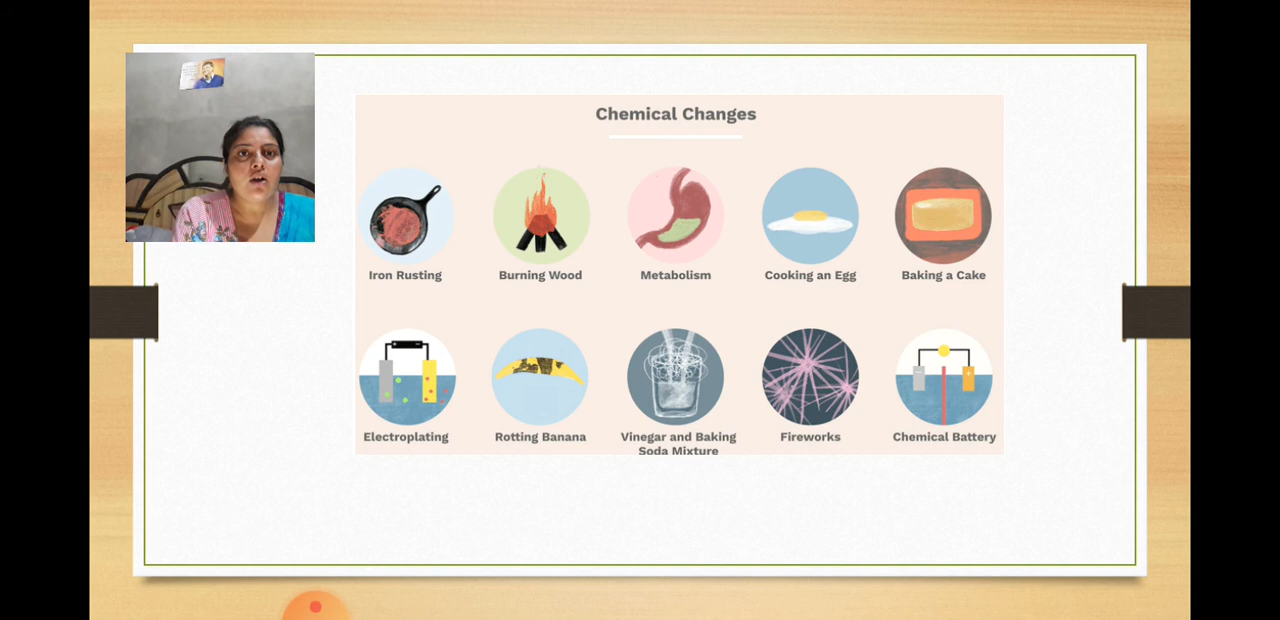 Chemical Changes
Iron Rusting
Burning Wood
Metabolism
Cooking an Egg
Baking a Cake
Electroplating
Rotting Banana
Vinegar and Baking
Soda Mixture
Fireworks
Chemical Battery